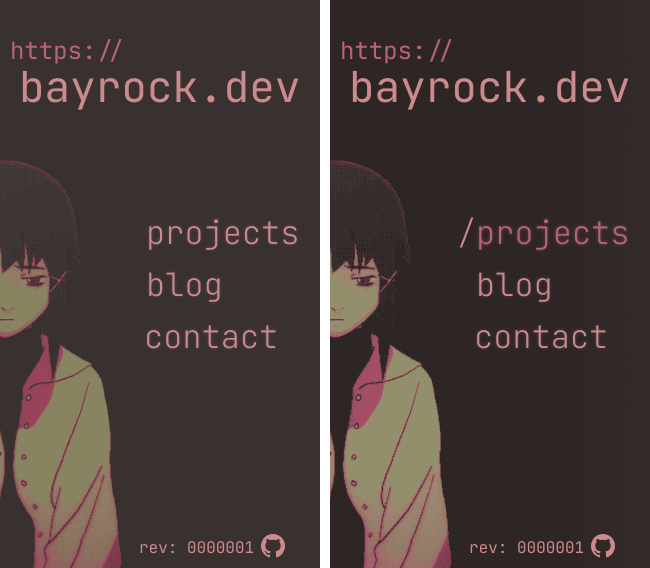 https://
bayrock.dev
projects
blog
contact
rev: 0000001
https://
bayrock.dev
/projects
blog
contact
rev: 0000001